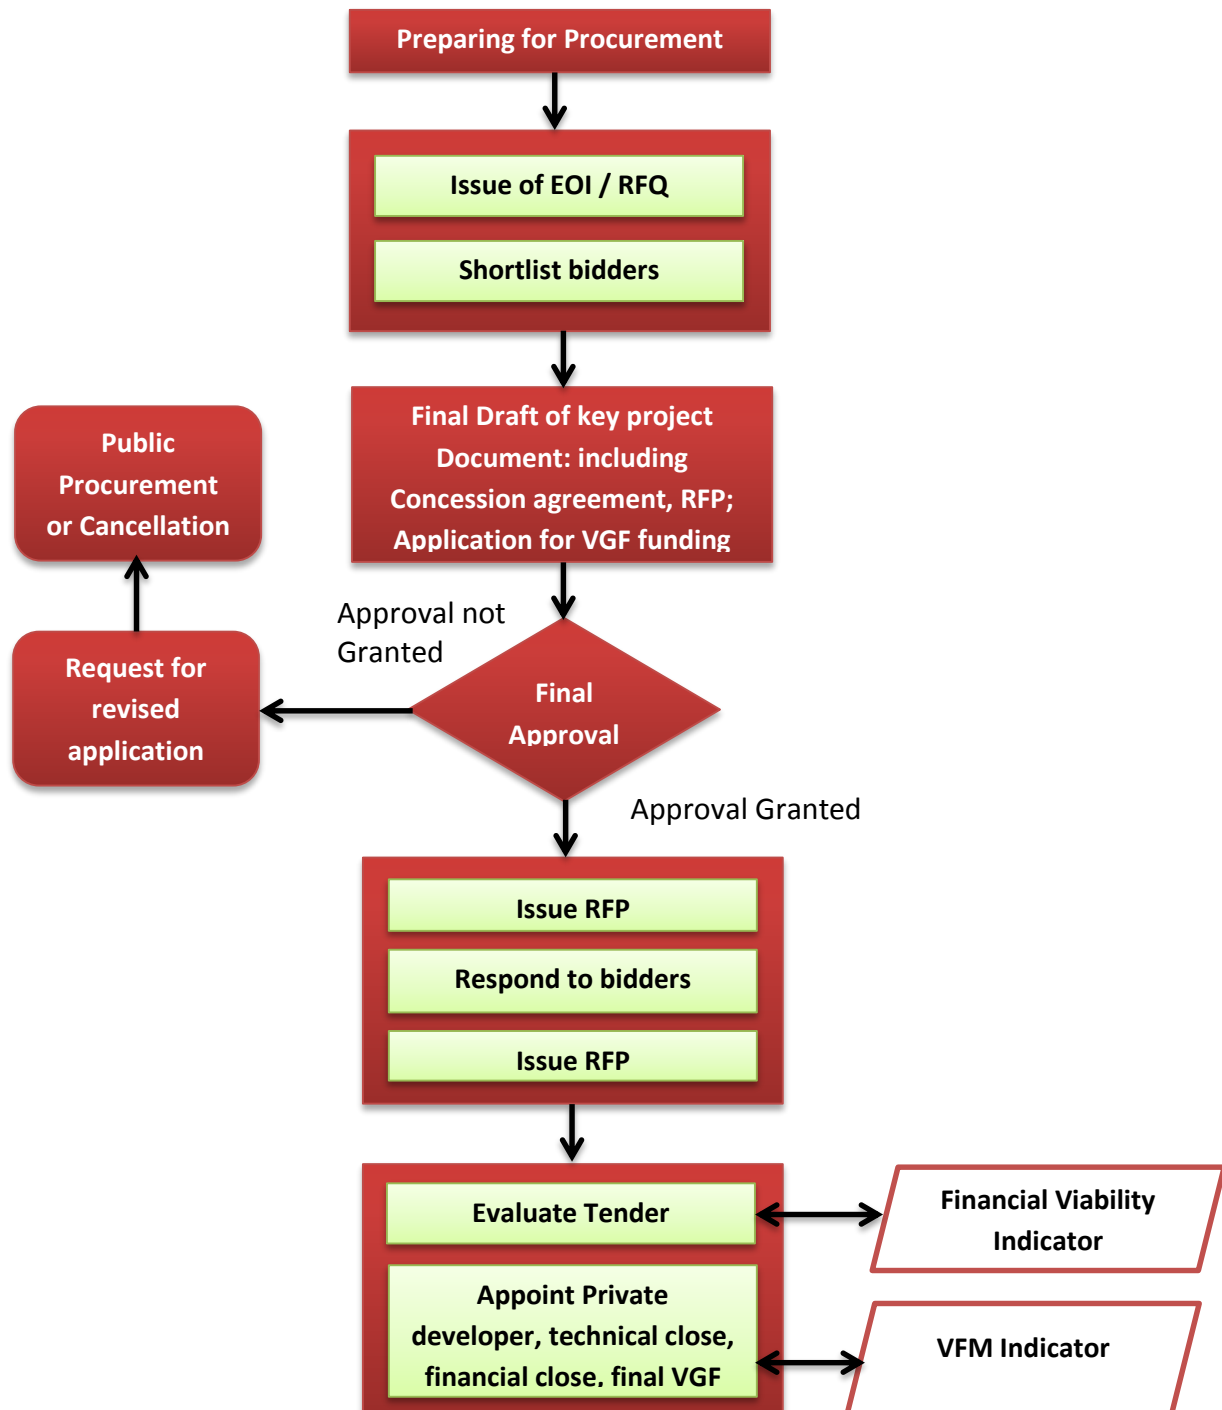 Preparing for Procurement
Issue of EOI / RFQ
Shortlist bidders
Final Draft of key project
Document: including
Concession agreement, RFP;
Application for VGF funding
Public
Procurement
or Cancellation
Approval not
Granted
Request for
revised
application
Final
Approval
Approval Granted
Issue RFP
Respond to bidders
Issue RFP
Evaluate Tender
Financial Viability
Indicator
Appoint Private
developer, technical close,
financial close, final VGF
VFM Indicator